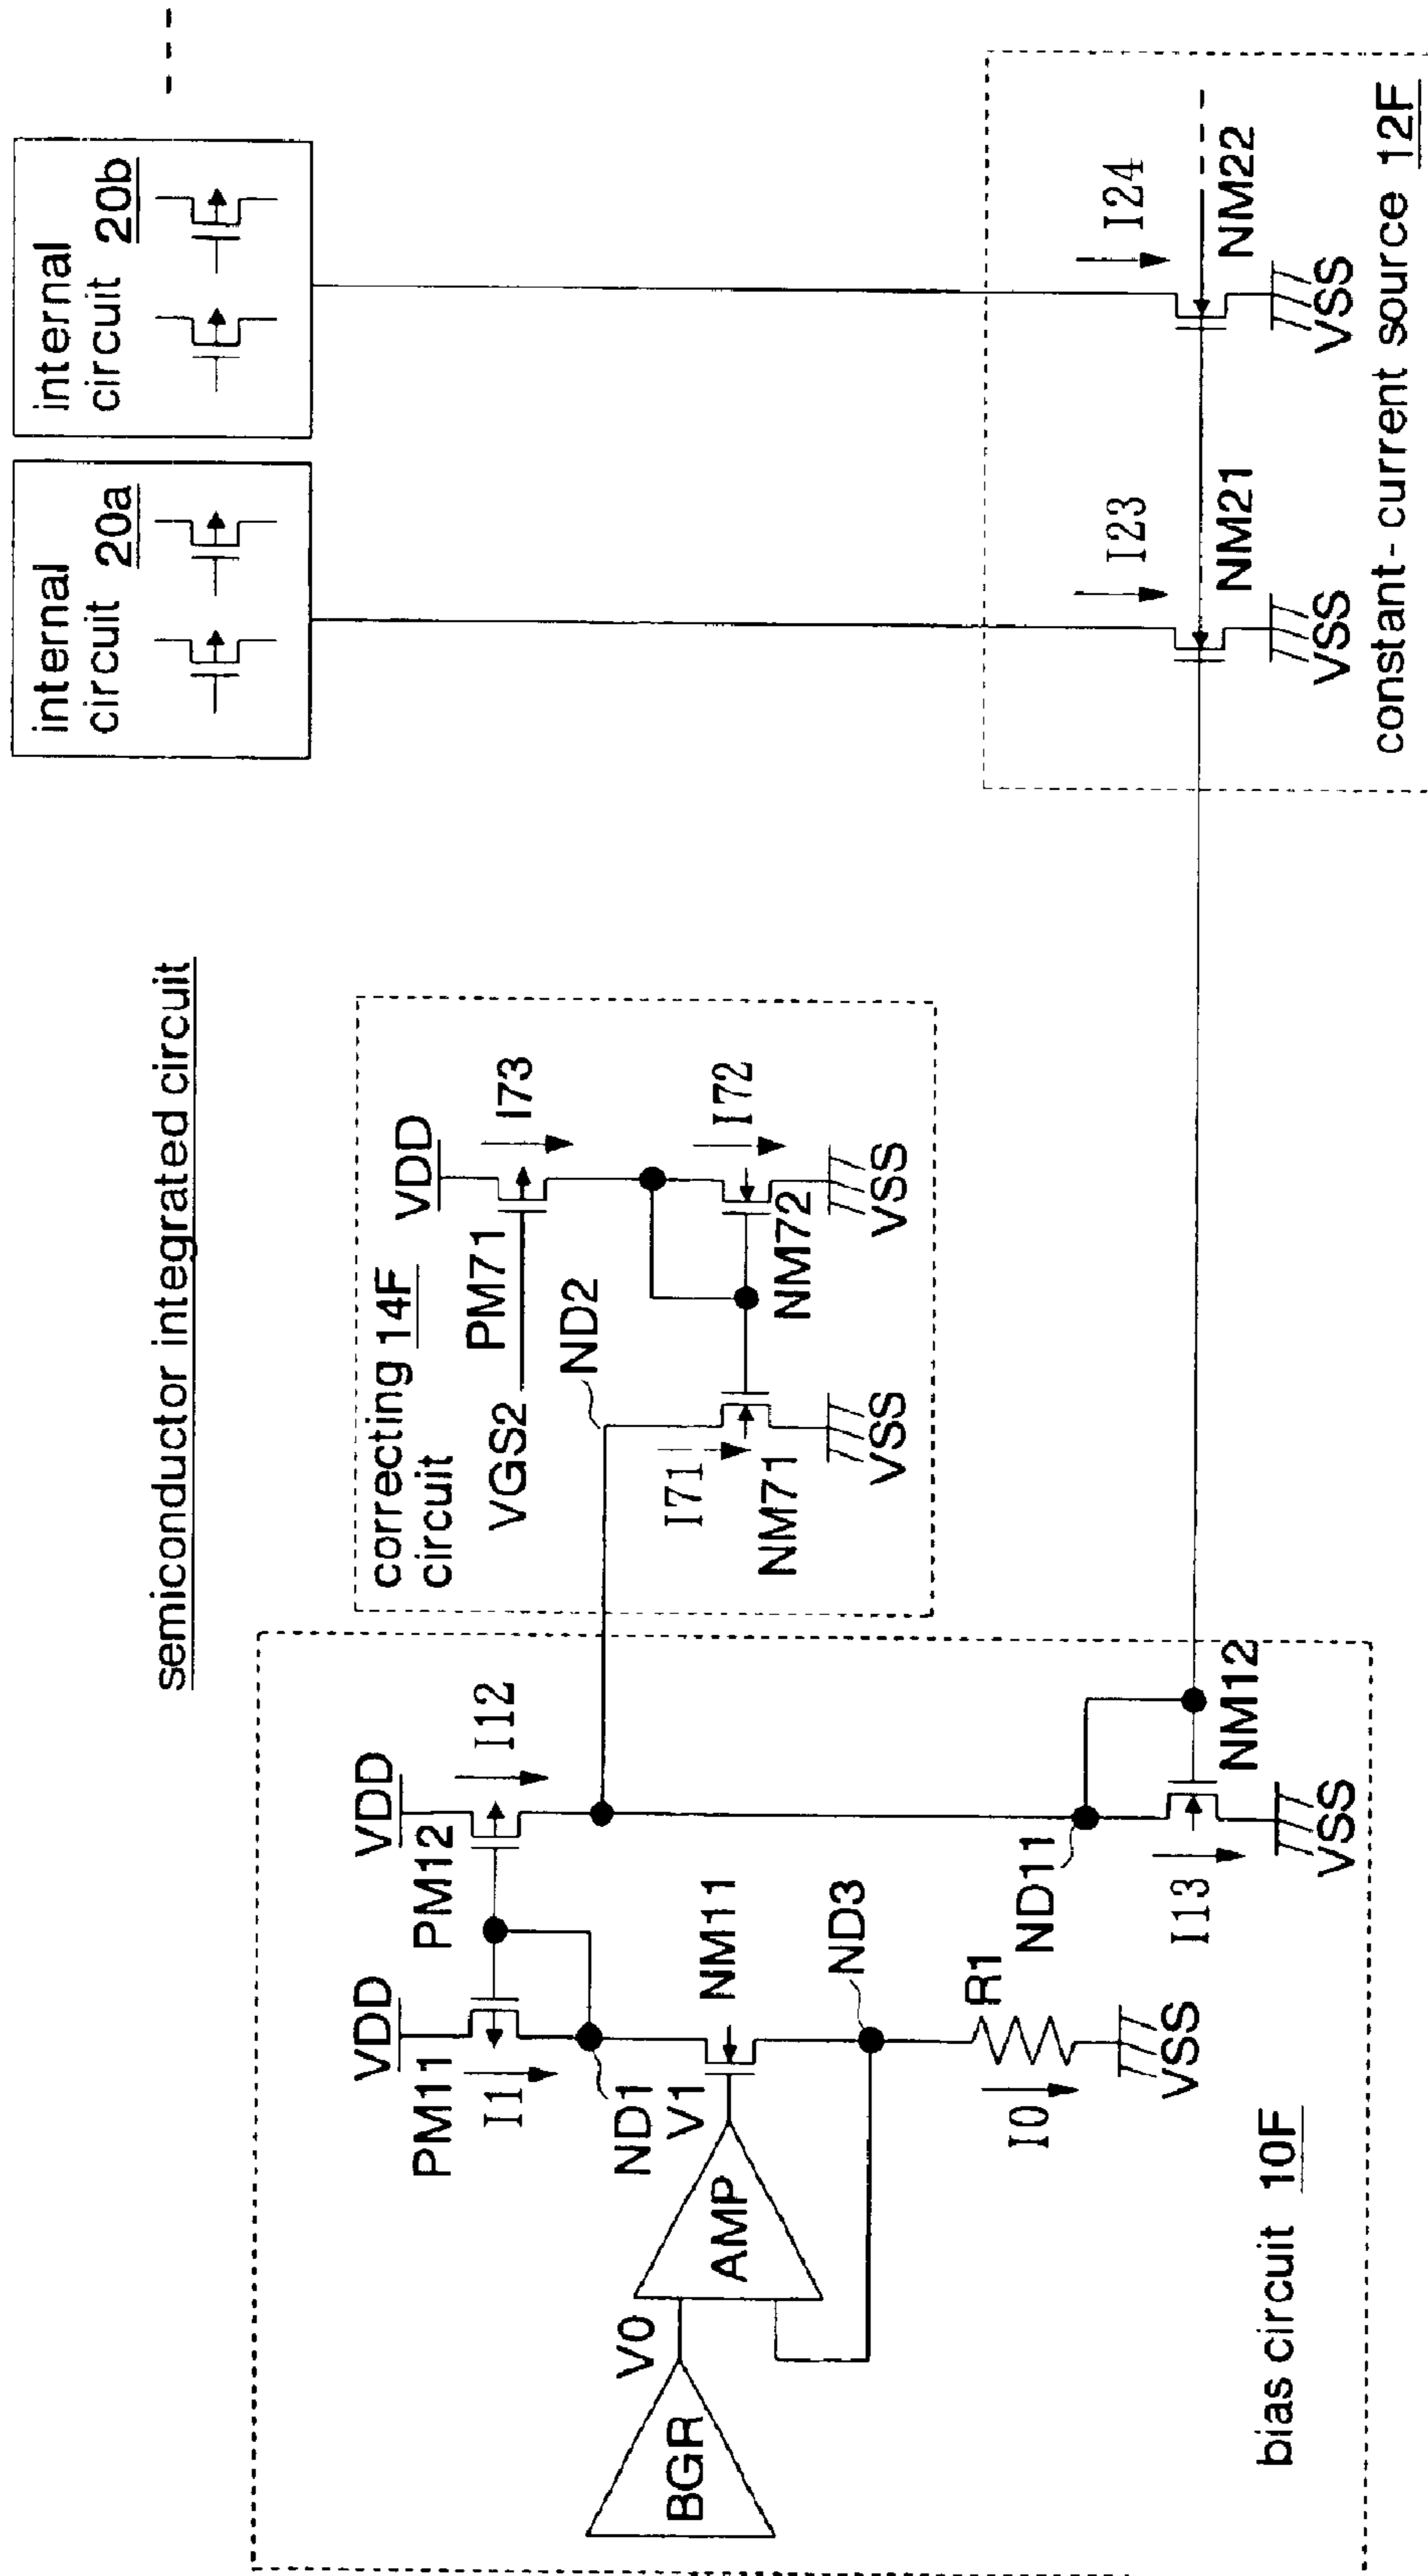 semiconductor integrated circuit
internal
circuit 20a
internal
circuit 20b
VDD
VDD
PM11
PM12
I1
I12
ND1
V1
NM11
BGR
V0
AMP
ND3
R1
I0
VSS
ND11
I13
NM12
VSS
bias circuit 10F
correcting 14F
circuit
VDD
PM71
VGS2
I73
ND2
I71
I72
NM71
NM72
VSS
VSS
I23
I24
NM21
NM22
VSS
VSS
constant-current source 12F